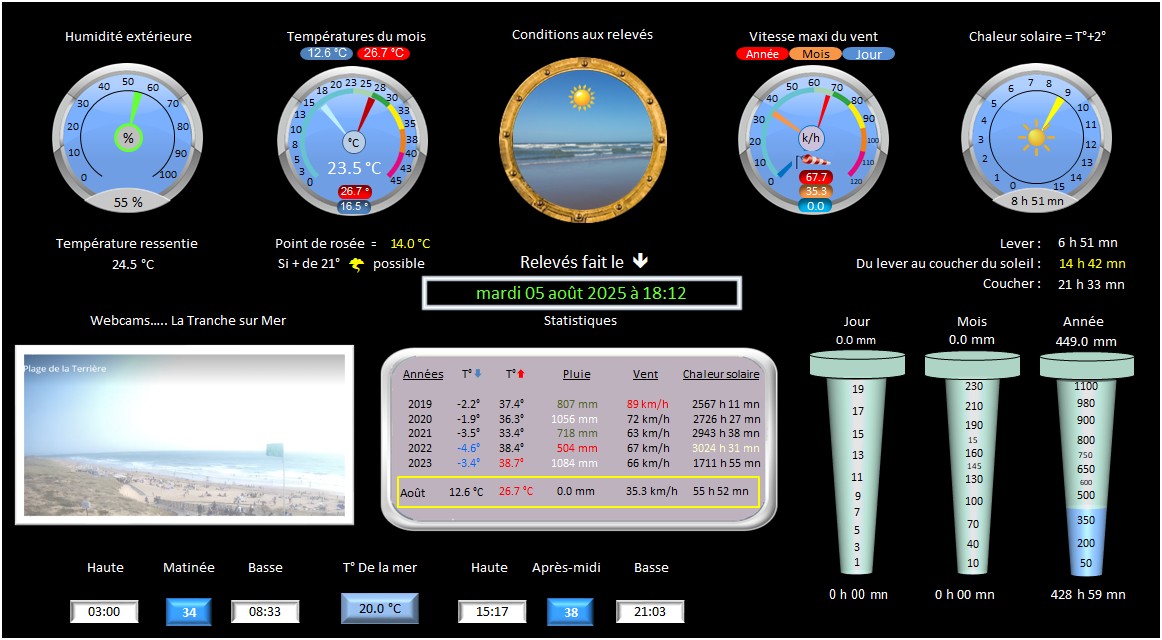 Humidité extérieure
Températures du mois
Conditions aux relevés
Vitesse maxi du vent
Chaleur solaire = T°+2°
12.6 °C 26.7 °C
Année Mois Jour
0 10 20 30 40 50 60 70 80 90 100
%
55 %
0 3 5 8 10 13 15 18 20 23 25 28 30 33 35 38 40 43 45
°C
23.5 °C
26.7 °
16.5 °
0 10 20 30 40 50 60 70 80 90 100 110 120
k/h
67.7
35.3
0.0
0 1 2 3 4 5 6 7 8 9 10 11 12 13 14 15
8 h 51 mn
Température ressentie
24.5 °C
Point de rosée = 14.0 °C
Si + de 21° possible
Relevés fait le
mardi 05 août 2025 à 18:12
Lever : 6 h 51 mn
Du lever au coucher du soleil : 14 h 42 mn
Coucher : 21 h 33 mn
Webcams..... La Tranche sur Mer
Plage de la Terrière
Statistiques
Années T° T° Pluie Vent Chaleur solaire
2019 -2.2° 37.4° 807 mm 89 km/h 2567 h 11 mn
2020 -1.9° 36.3° 1056 mm 72 km/h 2726 h 27 mn
2021 -3.5° 33.4° 718 mm 63 km/h 2943 h 38 mn
2022 -4.6° 38.4° 504 mm 67 km/h 3024 h 31 mn
2023 -3.4° 38.7° 1084 mm 66 km/h 1711 h 55 mn
Août 12.6 °C 26.7 °C 0.0 mm 35.3 km/h 55 h 52 mn
Jour Mois Année
0.0 mm 0.0 mm 449.0 mm
19 17 15 13 11 9 7 5 3 1
230 210 190 15 160 145 130 100 70 40 10
1100 980 900 800 750 650 600 500 350 200 50
0 h 00 mn 0 h 00 mn 428 h 59 mn
Haute Matinée Basse T° De la mer Haute Après-midi Basse
03:00 34 08:33 20.0 °C 15:17 38 21:03